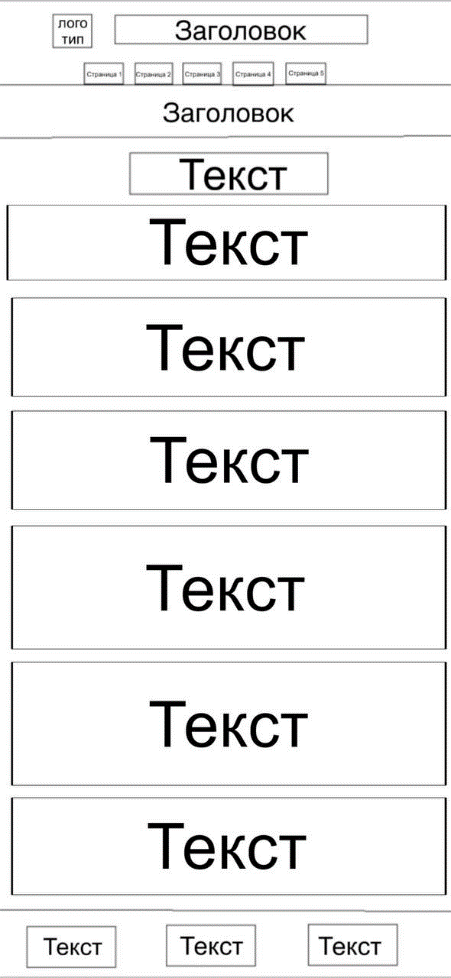 лого
тип
Заголовок
Страница 1 Страница 2 Страница 3 Страница 4 Страница 5
Заголовок
Текст
Текст
Текст
Текст
Текст
Текст
Текст
Текст Текст Текст